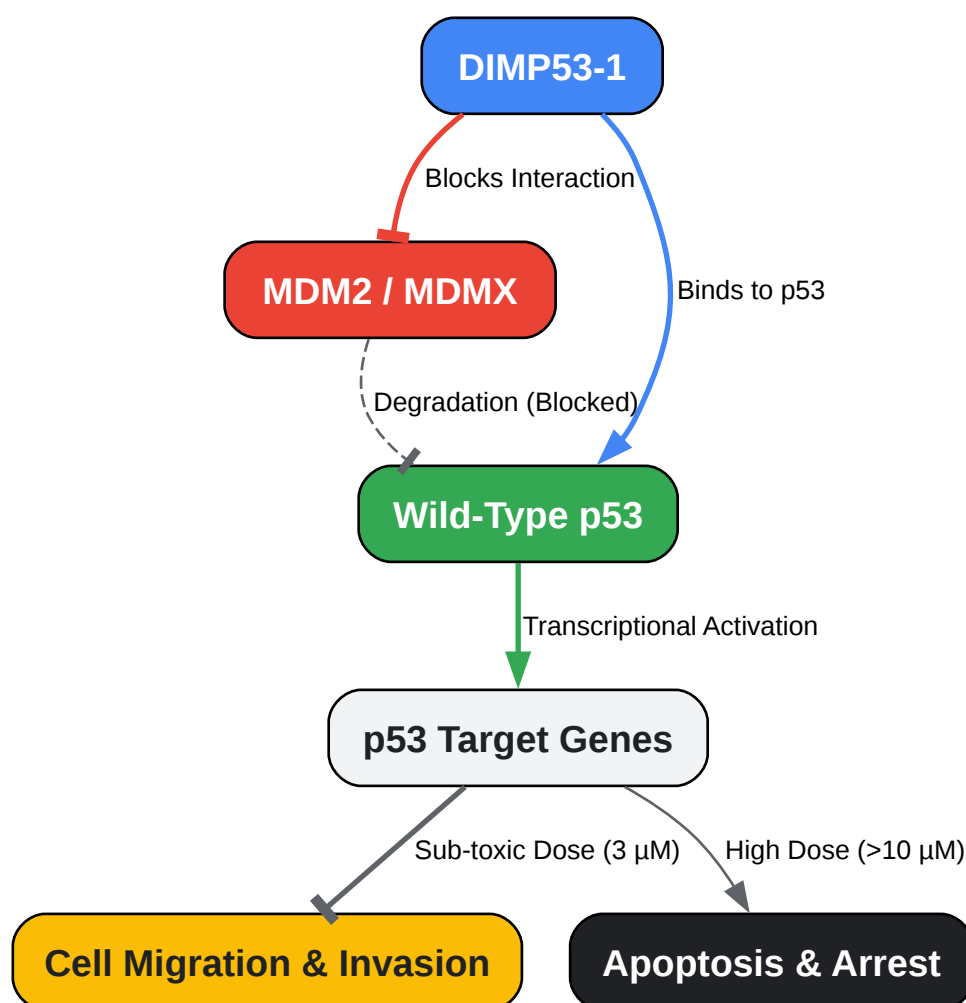 DIMP53-1
Blocks Interaction
MDM2 / MDMX
Binds to p53
Degradation (Blocked)
Wild-Type p53
Transcriptional Activation
p53 Target Genes
Sub-toxic Dose (3 µM)
High Dose (>10 µM)
Cell Migration & Invasion
Apoptosis & Arrest